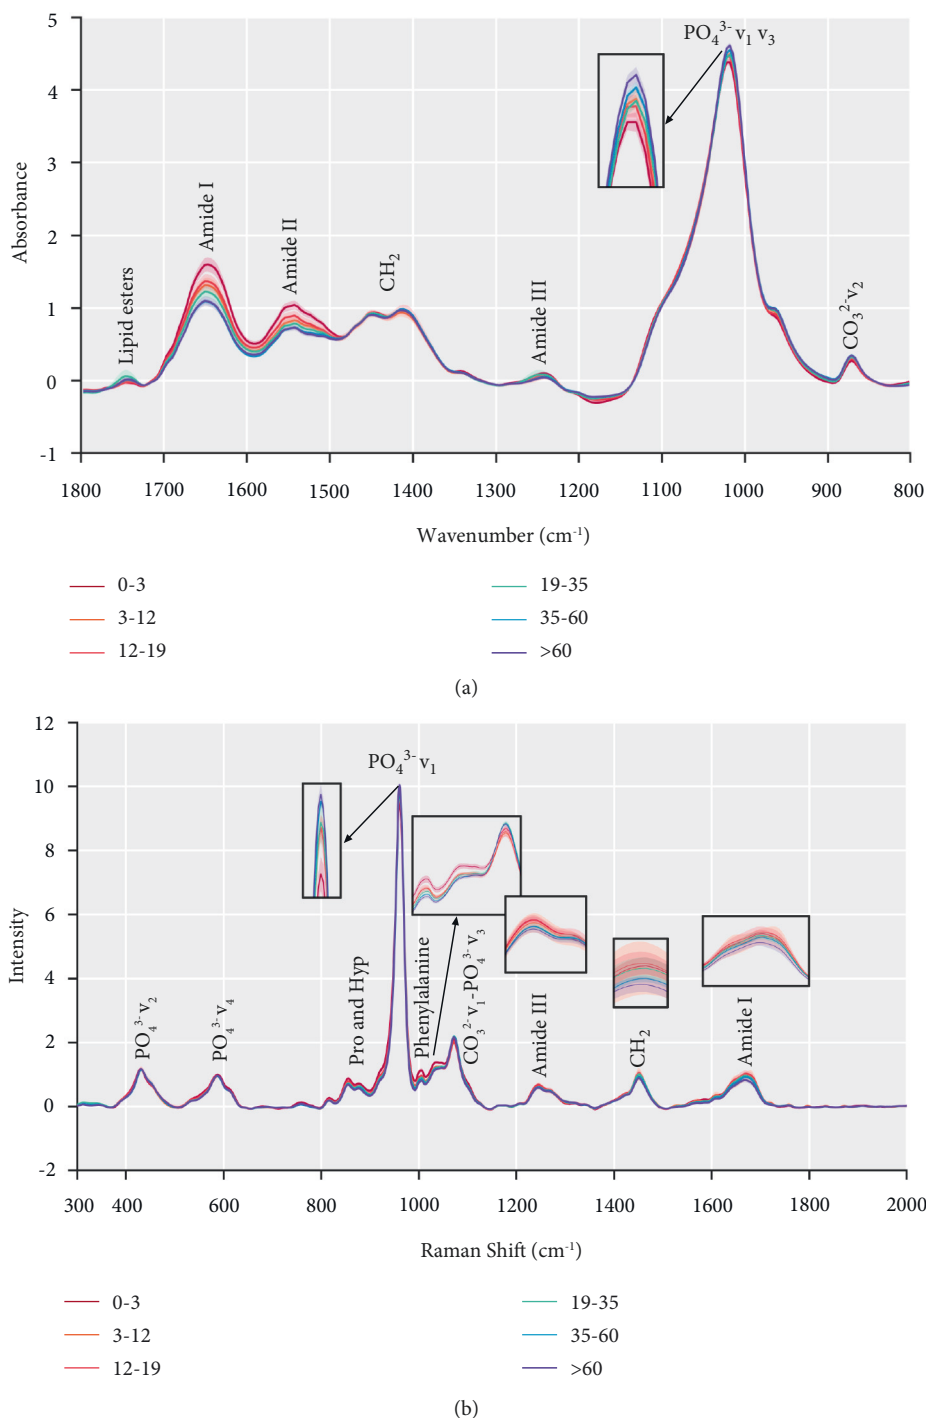 5
4
3
2
1
0
-1
Absorbance
PO₄³⁻ v₁ v₃
Lipid esters
Amide I
Amide II
CH₂
Amide III
CO₃²⁻v₂
1800 1700 1600 1500 1400 1300 1200 1100 1000 900 800
Wavenumber (cm⁻¹)
0-3
3-12
12-19
19-35
35-60
>60
(a)
12
10
8
6
4
2
0
-2
Intensity
PO₄³⁻ v₂
PO₄³⁻ v₄
Pro and Hyp
PO₄³⁻ v₁
Phenylalanine
CO₃²⁻ v₁-PO₄³⁻ v₃
Amide III
CH₂
Amide I
300 400 600 800 1000 1200 1400 1600 1800 2000
Raman Shift (cm⁻¹)
0-3
3-12
12-19
19-35
35-60
>60
(b)